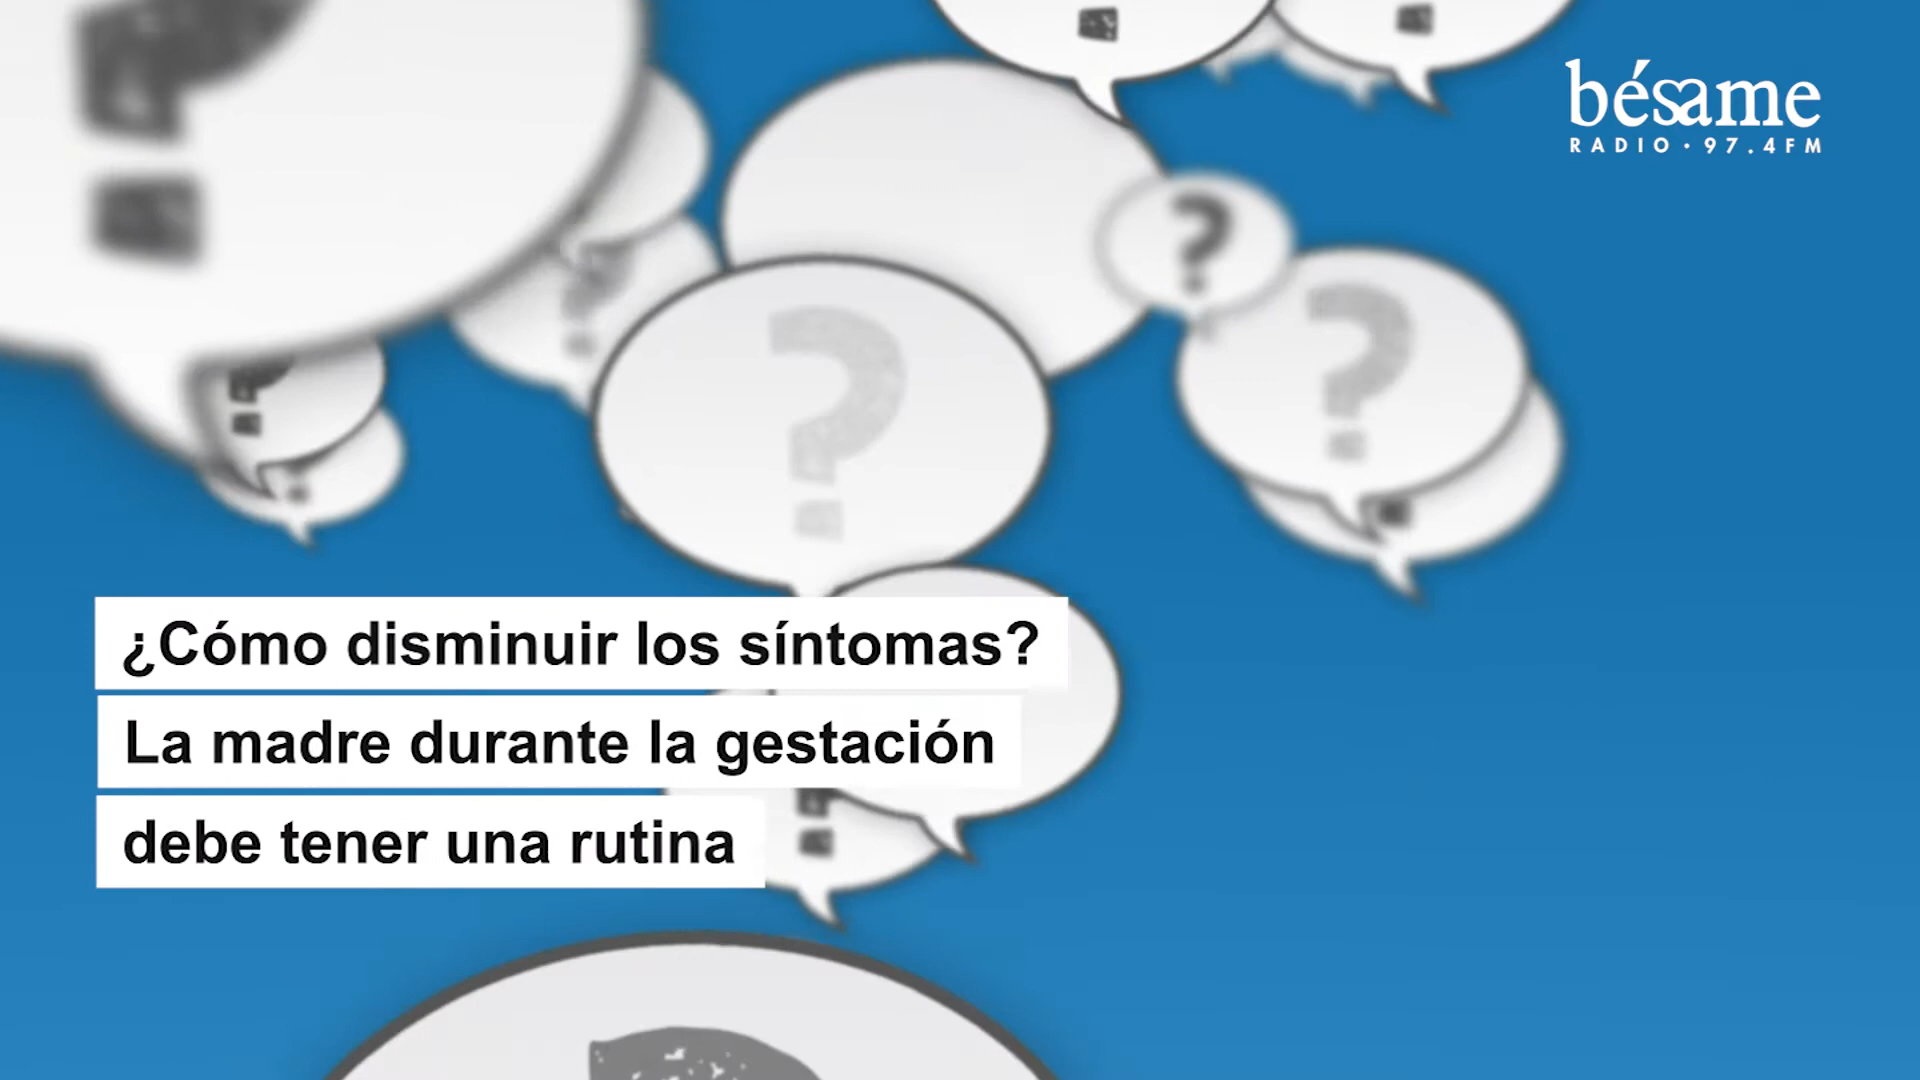 bésame
RADIO · 97.4FM
¿Cómo disminuir los síntomas?
La madre durante la gestación
debe tener una rutina